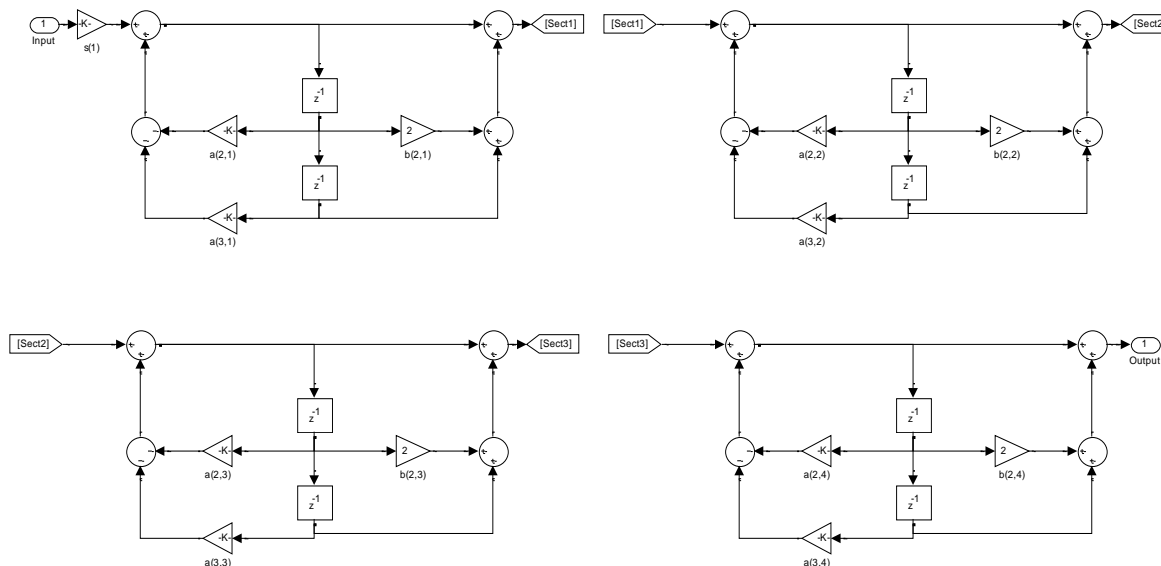 1
Input
-K-
s(1)
[Sect1]
z-1
-K-
a(2,1)
2
b(2,1)
z-1
-K-
a(3,1)
[Sect1]
[Sect2
z-1
-K-
a(2,2)
2
b(2,2)
z-1
-K-
a(3,2)
[Sect2]
[Sect3]
z-1
-K-
a(2,3)
2
b(2,3)
z-1
-K-
a(3,3)
[Sect3]
1
Output
z-1
-K-
a(2,4)
2
b(2,4)
z-1
-K-
a(3,4)